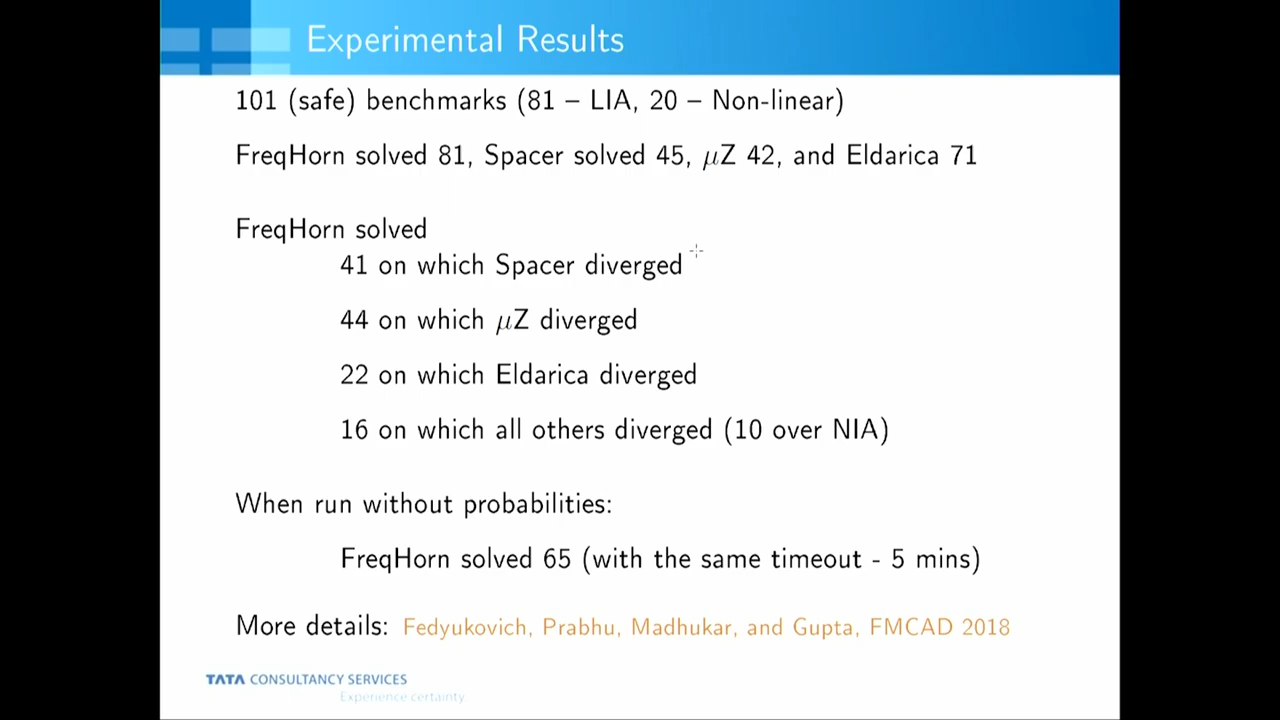 Experimental Results
101 (safe) benchmarks (81 – LIA, 20 – Non-linear)
FreqHorn solved 81, Spacer solved 45, μZ 42, and Eldarica 71
FreqHorn solved
41 on which Spacer diverged
44 on which μZ diverged
22 on which Eldarica diverged
16 on which all others diverged (10 over NIA)
When run without probabilities:
FreqHorn solved 65 (with the same timeout - 5 mins)
More details: Fedyukovich, Prabhu, Madhukar, and Gupta, FMCAD 2018
TATA CONSULTANCY SERVICES
Experience certainty.